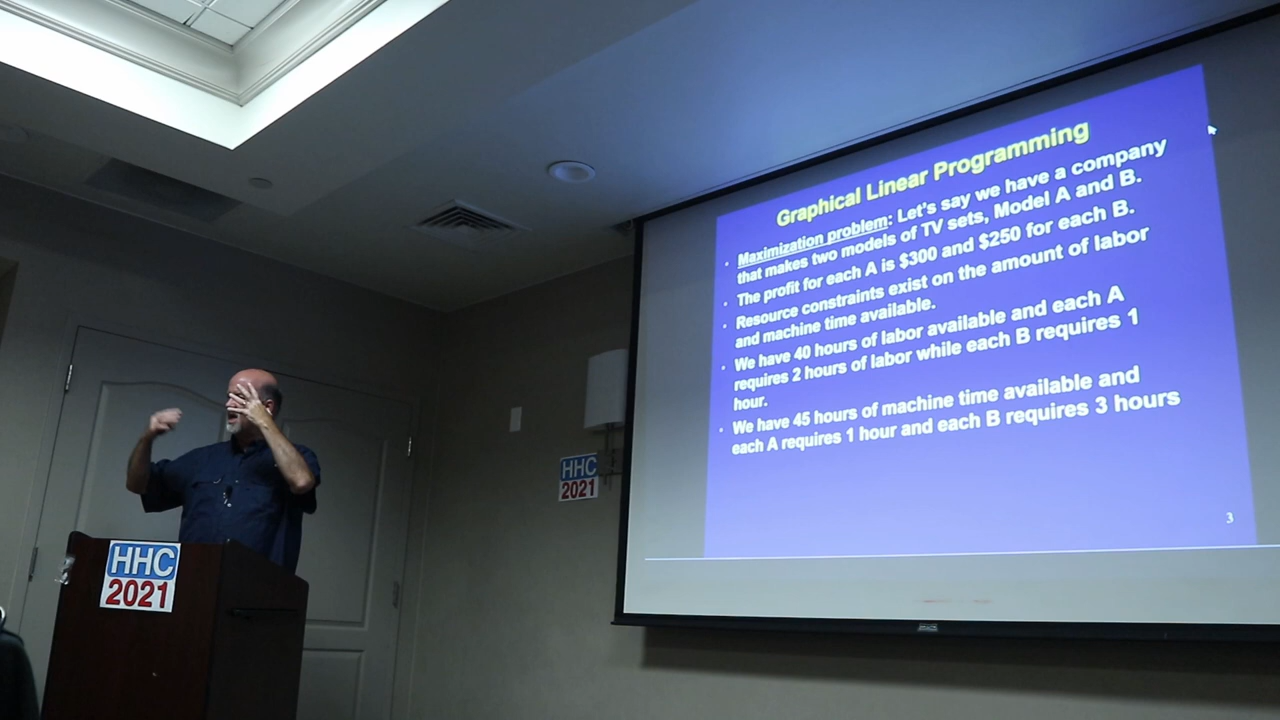 Graphical Linear Programming
• Maximization problem: Let's say we have a company
that makes two models of TV sets, Model A and B.
• The profit for each A is $300 and $250 for each B.
• Resource constraints exist on the amount of labor
and machine time available.
• We have 40 hours of labor available and each A
requires 2 hours of labor while each B requires 1
hour.
• We have 45 hours of machine time available and
each A requires 1 hour and each B requires 3 hours
3
HHC
2021
HHC
2021